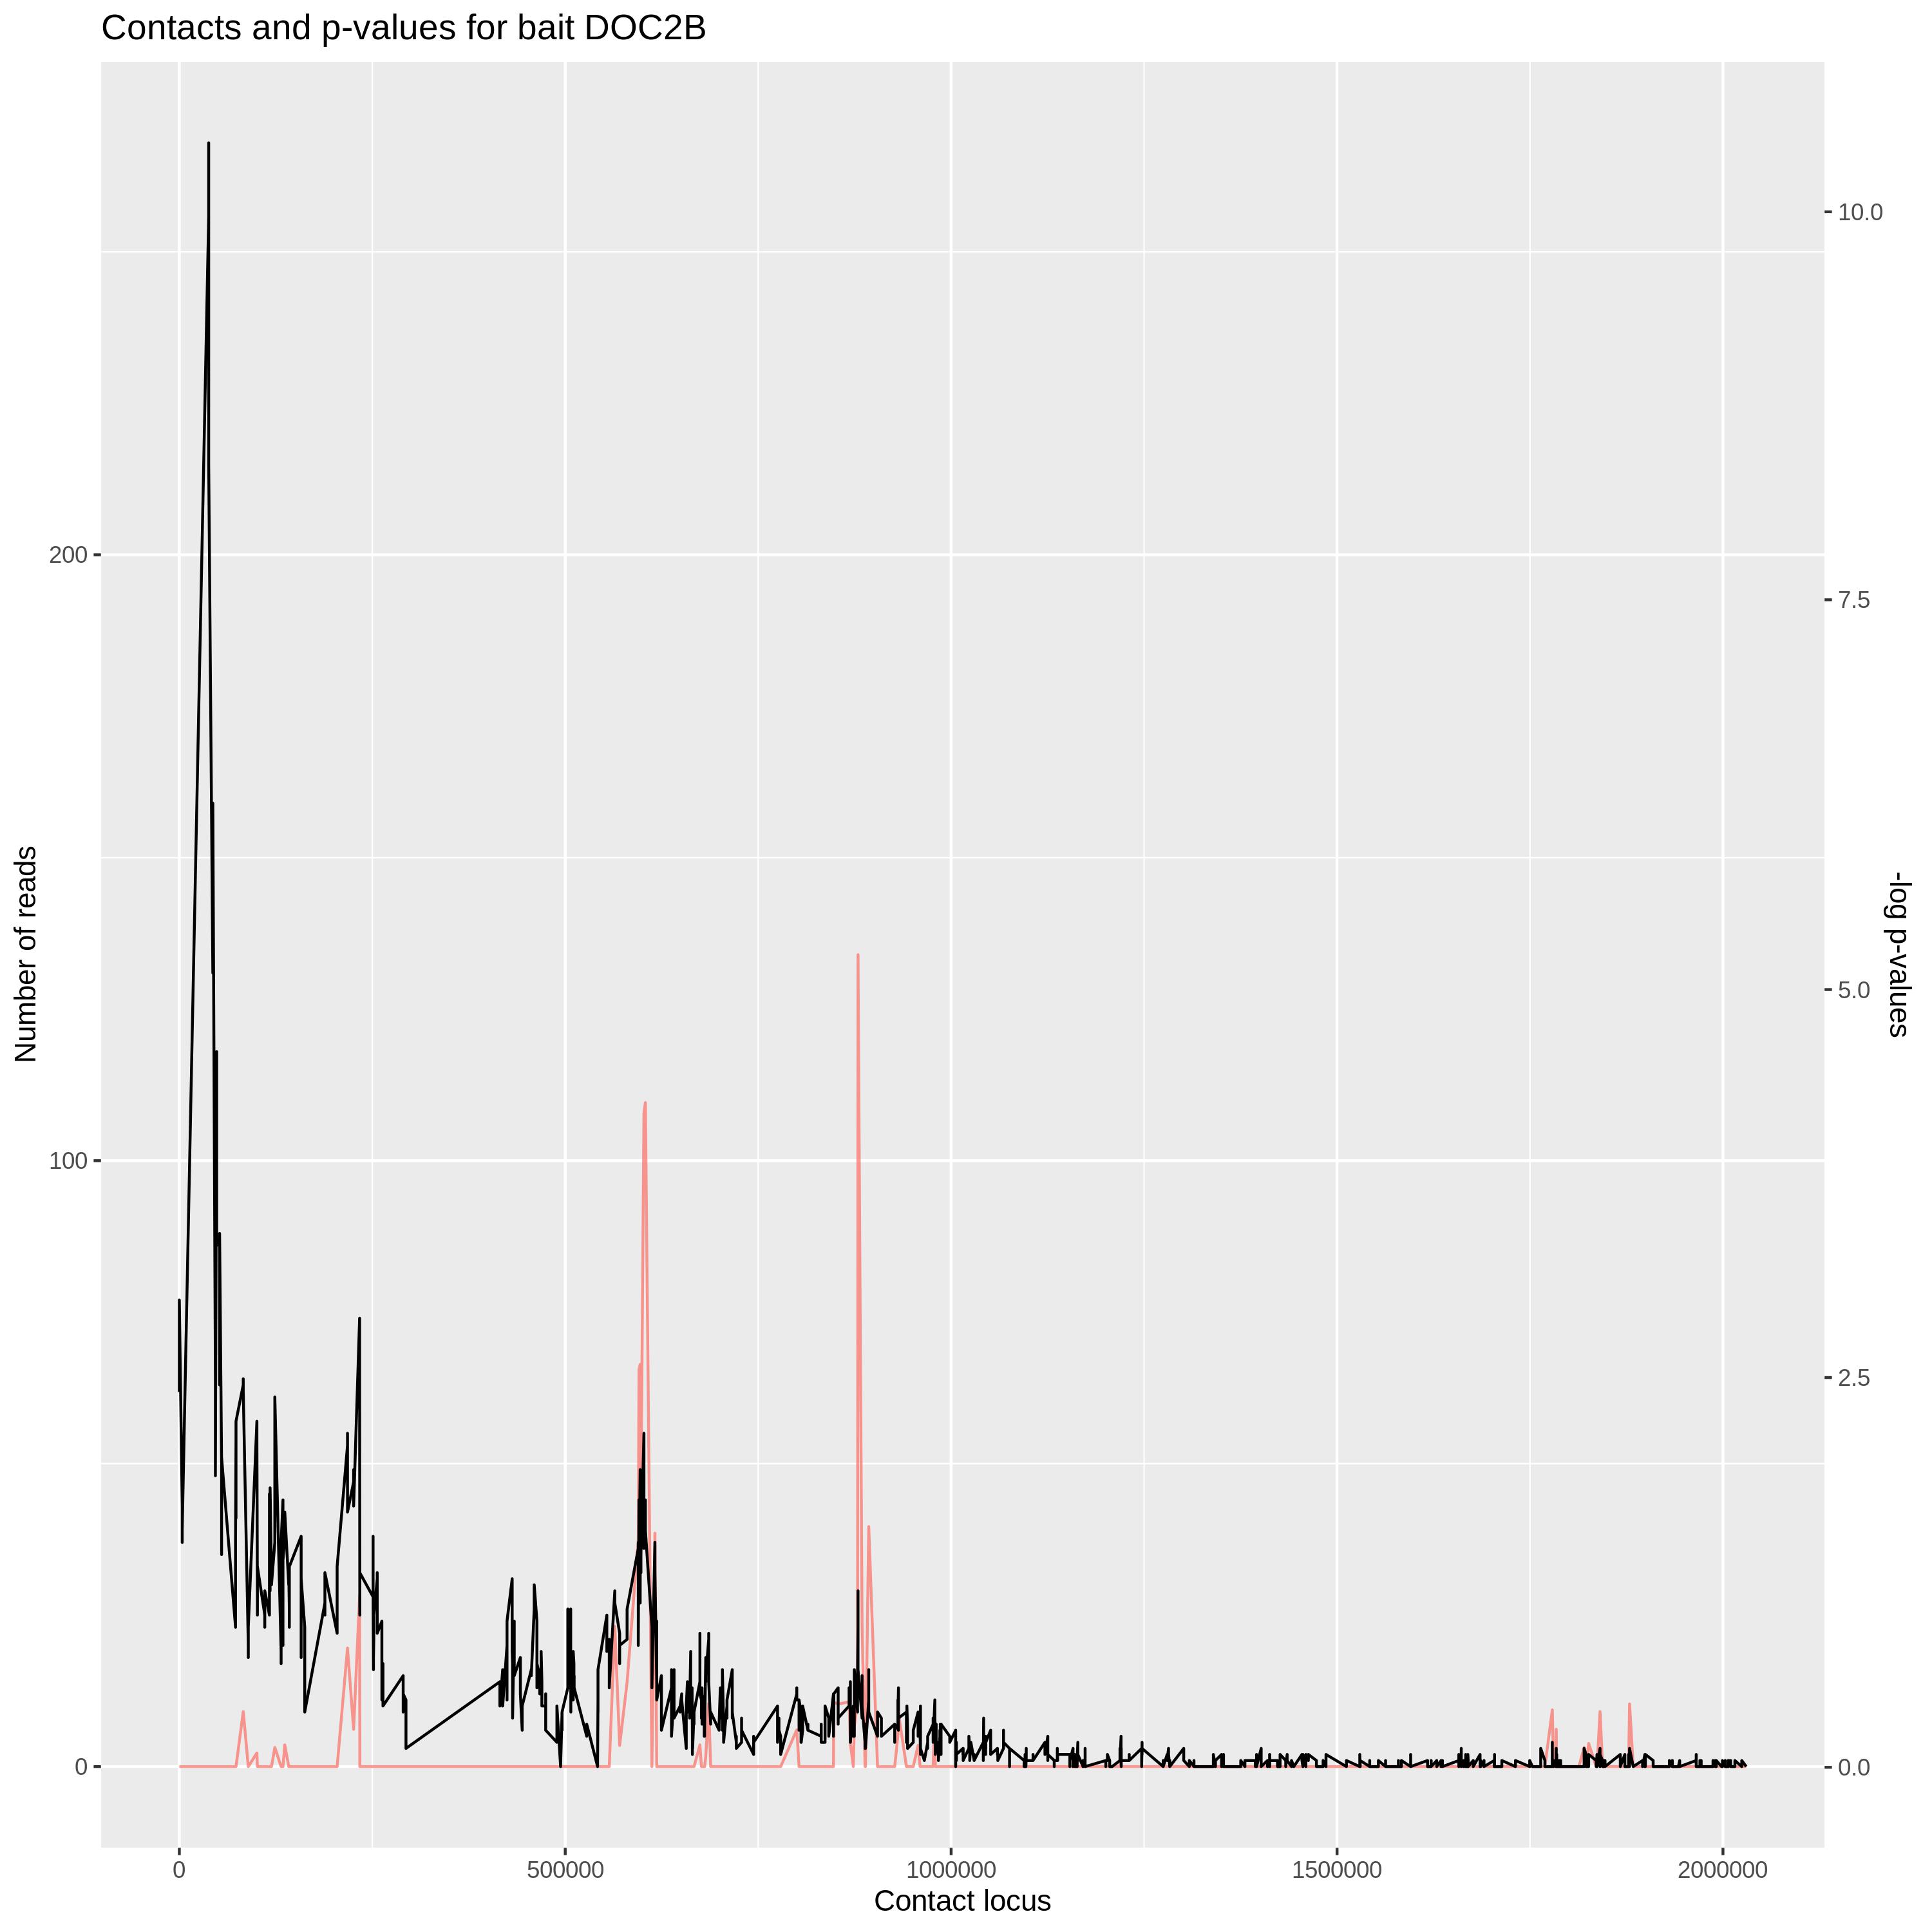 Contacts and p-values for bait DOC2B
Number of reads
200
100
0
10.0
7.5
5.0
2.5
0.0
-log p-values
0 500000 1000000 1500000 2000000
Contact locus